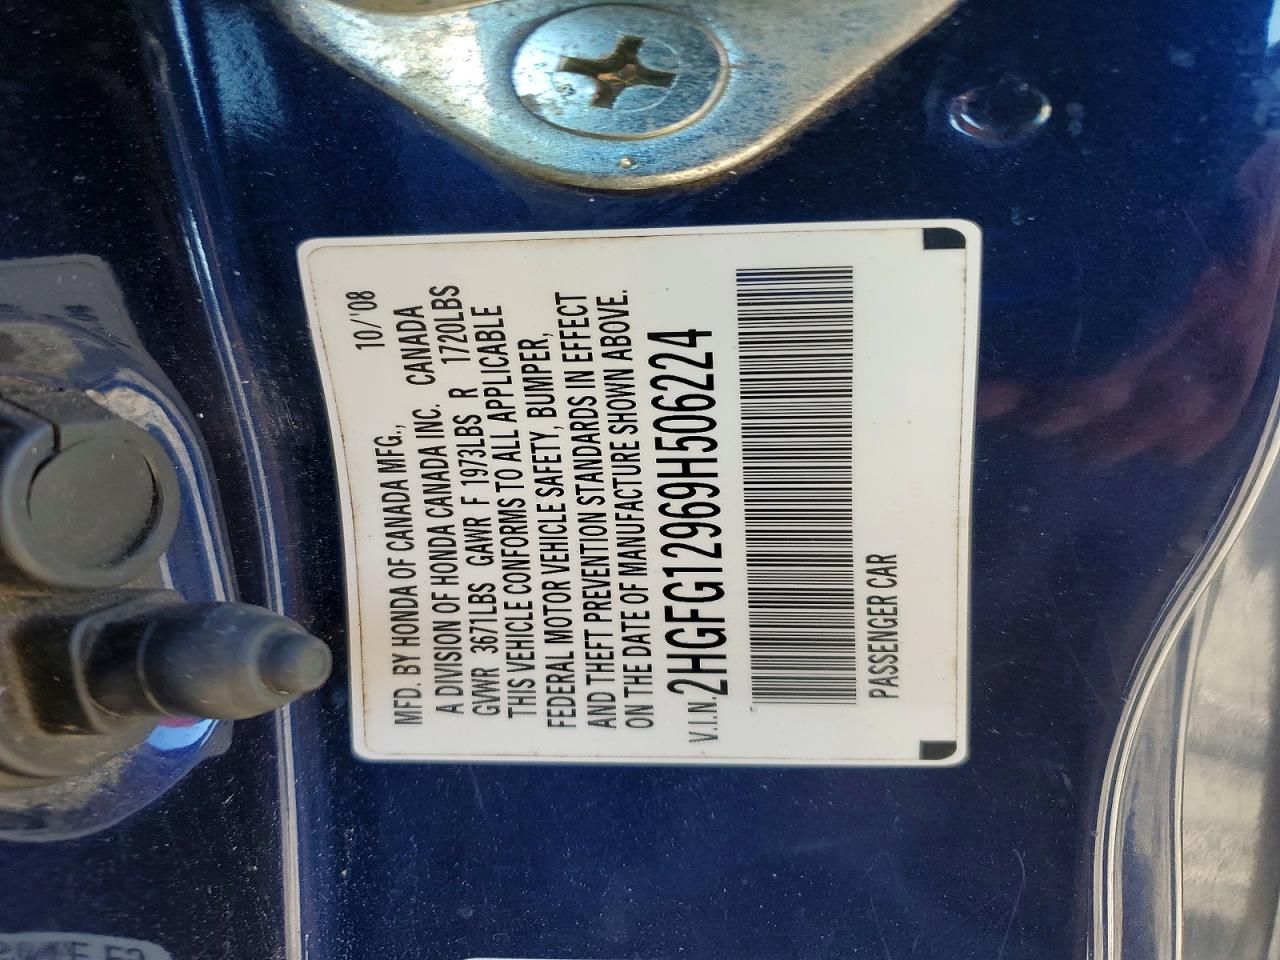 MFD. BY HONDA OF CANADA MFG., 10/'08
A DIVISION OF HONDA CANADA INC. CANADA
GVWR 3671LBS GAWR F 1973LBS R 1720LBS
THIS VEHICLE CONFORMS TO ALL APPLICABLE
FEDERAL MOTOR VEHICLE SAFETY, BUMPER,
AND THEFT PREVENTION STANDARDS IN EFFECT
ON THE DATE OF MANUFACTURE SHOWN ABOVE.
V.I.N. 2HGFG12969H506224
PASSENGER CAR